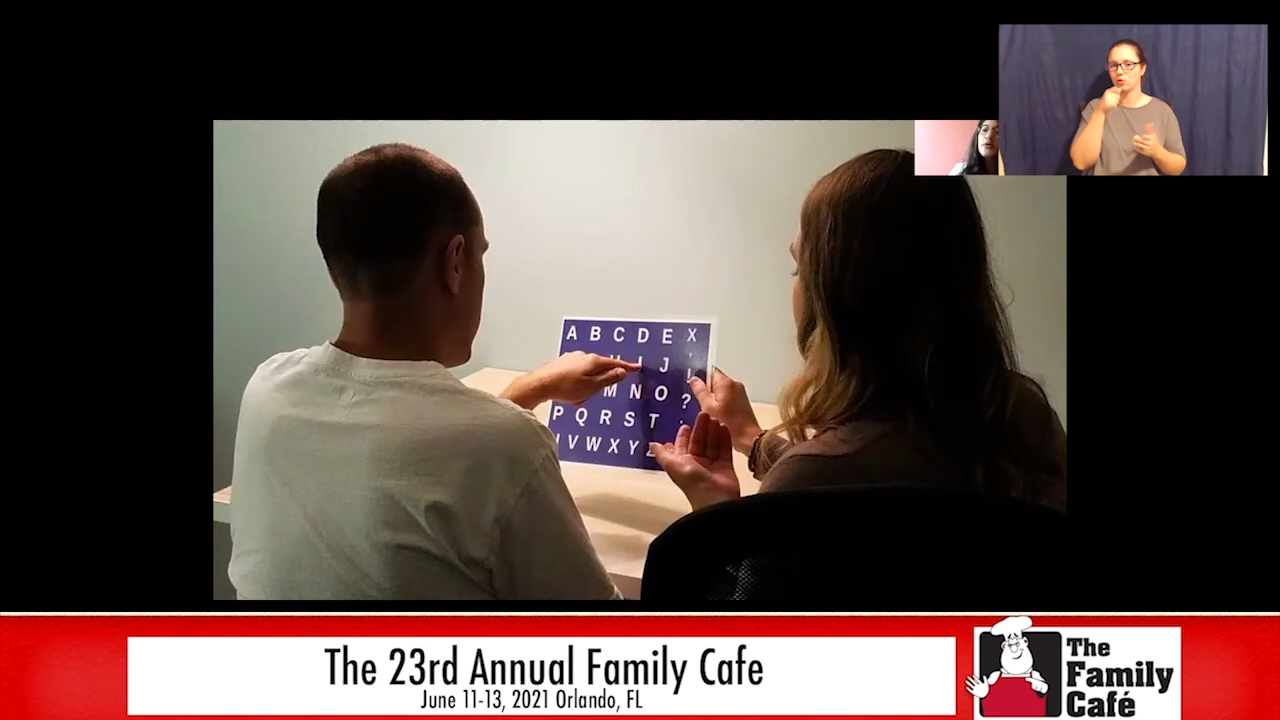 A B C D E X
J !
M N O ?
P Q R S T .
V W X Y Z
The 23rd Annual Family Cafe
June 11-13, 2021 Orlando, FL
The
Family
Café